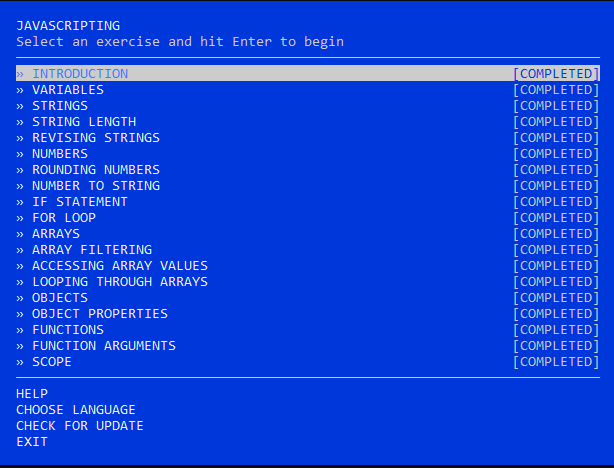 JAVASCRIPTING
Select an exercise and hit Enter to begin
» INTRODUCTION [COMPLETED]
» VARIABLES [COMPLETED]
» STRINGS [COMPLETED]
» STRING LENGTH [COMPLETED]
» REVISING STRINGS [COMPLETED]
» NUMBERS [COMPLETED]
» ROUNDING NUMBERS [COMPLETED]
» NUMBER TO STRING [COMPLETED]
» IF STATEMENT [COMPLETED]
» FOR LOOP [COMPLETED]
» ARRAYS [COMPLETED]
» ARRAY FILTERING [COMPLETED]
» ACCESSING ARRAY VALUES [COMPLETED]
» LOOPING THROUGH ARRAYS [COMPLETED]
» OBJECTS [COMPLETED]
» OBJECT PROPERTIES [COMPLETED]
» FUNCTIONS [COMPLETED]
» FUNCTION ARGUMENTS [COMPLETED]
» SCOPE [COMPLETED]
HELP
CHOOSE LANGUAGE
CHECK FOR UPDATE
EXIT